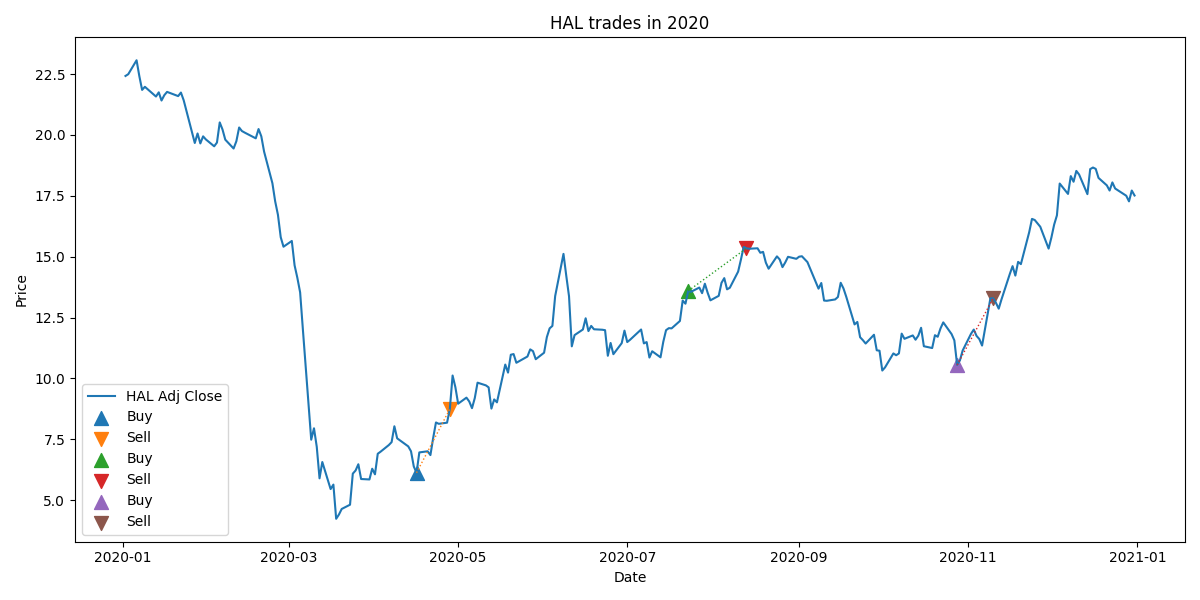 HAL trades in 2020
Price
22.5
20.0
17.5
15.0
12.5
10.0
7.5
5.0
HAL Adj Close
Buy
Sell
Buy
Sell
Buy
Sell
2020-01 2020-03 2020-05 2020-07 2020-09 2020-11 2021-01
Date